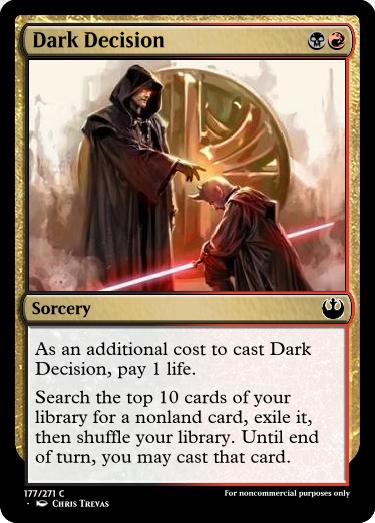 Dark Decision
Sorcery
As an additional cost to cast Dark
Decision, pay 1 life.
Search the top 10 cards of your
library for a nonland card, exile it,
then shuffle your library. Until end
of turn, you may cast that card.
177/271 C
For noncommercial purposes only
· Chris Trevas